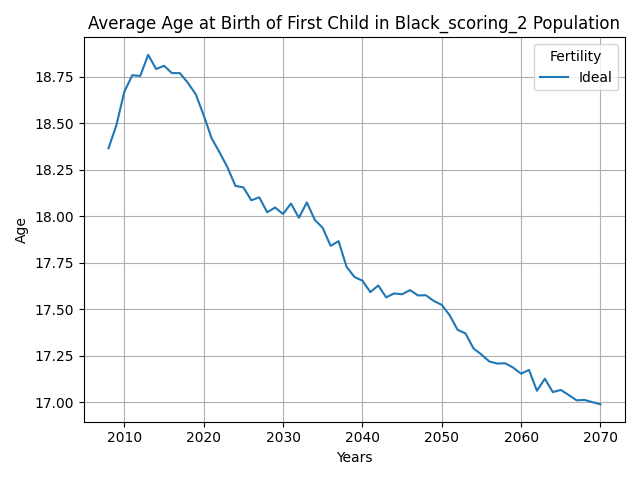 Average Age at Birth of First Child in Black_scoring_2 Population
Fertility
Ideal
18.75
18.50
18.25
18.00
17.75
17.50
17.25
17.00
Age
2010 2020 2030 2040 2050 2060 2070
Years